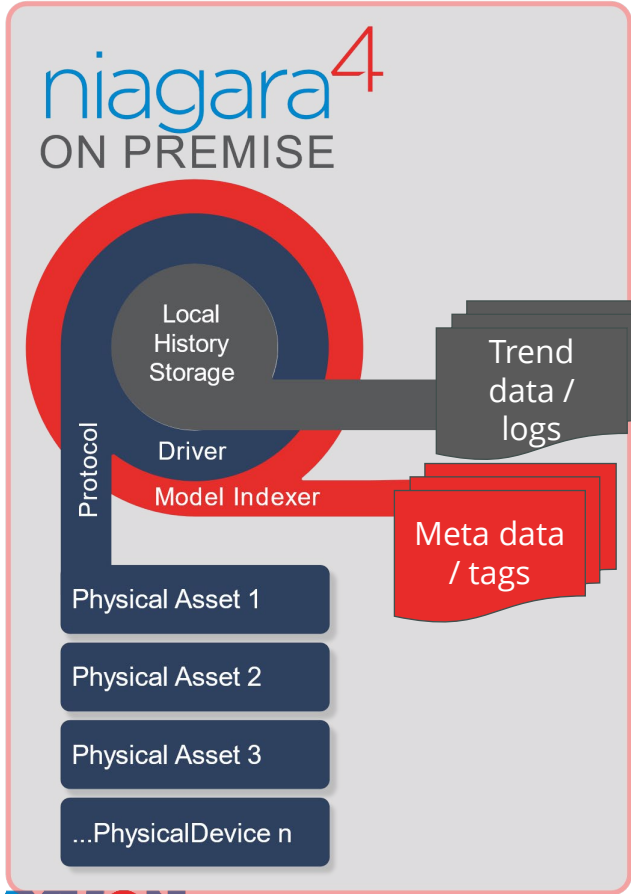 niagara4
ON PREMISE
Local
History
Storage
Trend
data /
logs
Driver
Protocol
Model Indexer
Meta data
/ tags
Physical Asset 1
Physical Asset 2
Physical Asset 3
...PhysicalDevice n